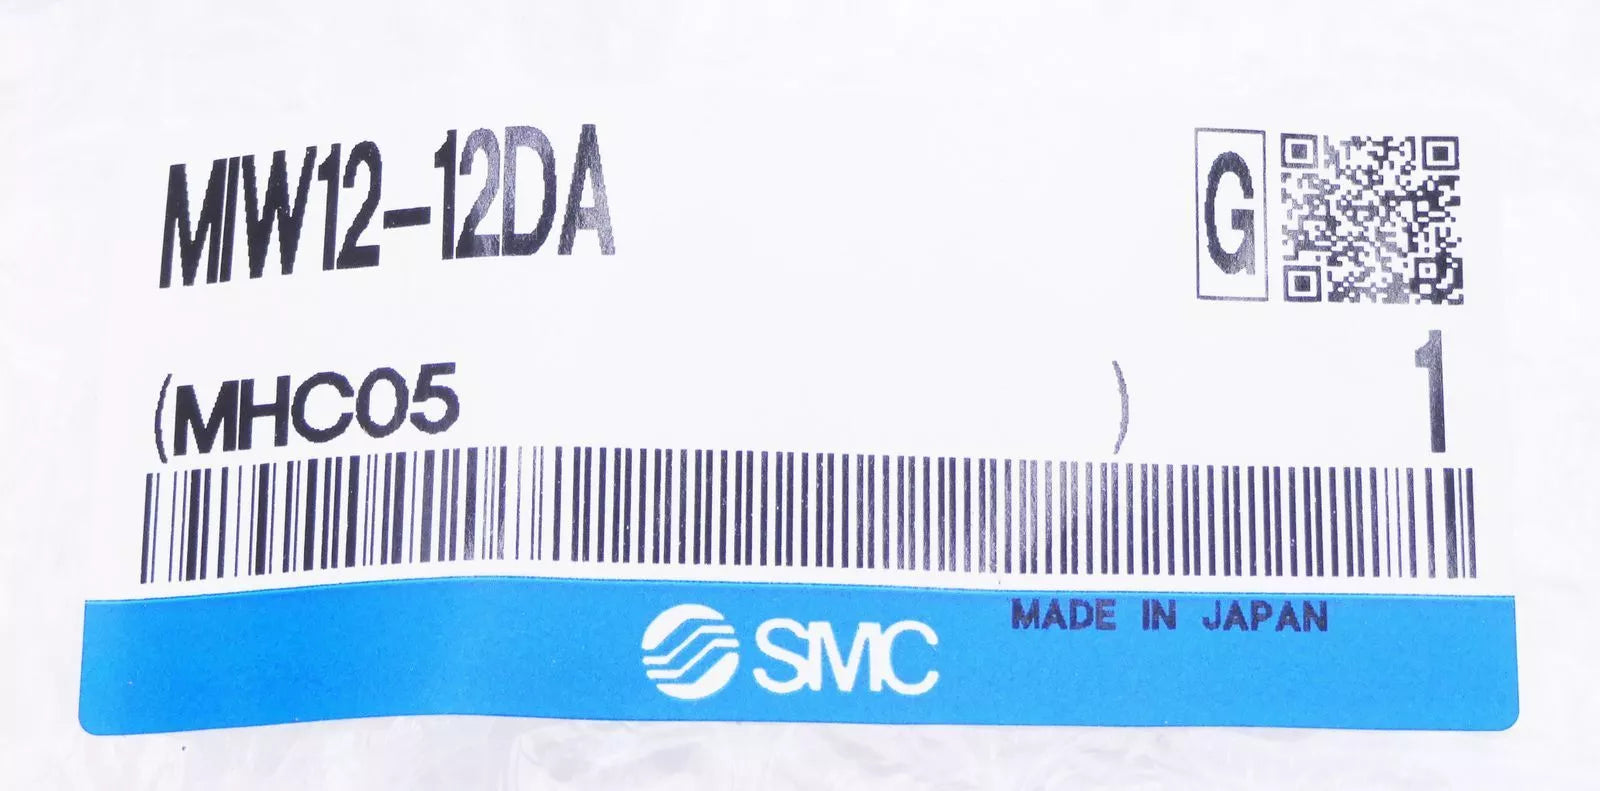 MIW12-12DA
G
(MHC05 )
1
MADE IN JAPAN
SMC